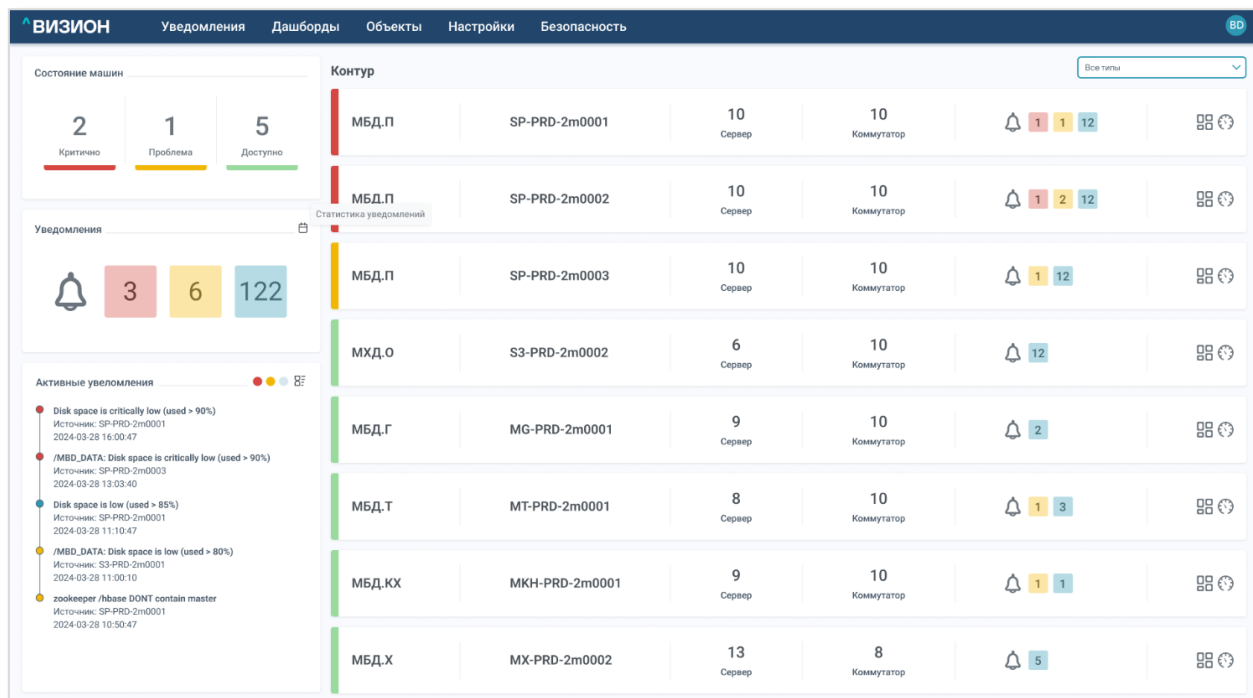 ^ВИЗИОН Уведомления Дашборды Объекты Настройки Безопасность BD
Состояние машин
2 1 5
Критично Проблема Доступно
Уведомления
Статистика уведомлений
3 6 122
Активные увеломления
Disk space is critically low (used > 90%)
Источник: SP-PRD-2m0001
2024-03-28 16:00:47
/MBD_DATA: Disk space is critically low (used > 90%)
Источник: SP-PRD-2m0003
2024-03-28 13:03:40
Disk space is low (used > 85%)
Источник: SP-PRD-2m0001
2024-03-28 11:10:47
/MBD_DATA: Disk space is low (used > 80%)
Источник: S3-PRD-2m0001
2024-03-28 11:00:10
zookeeper /hbase DONT contain master
Источник: SP-PRD-2m0001
2024-03-28 10:50:47
Контур Все типы
МБД.П SP-PRD-2m0001 10 Сервер 10 Коммутатор 1 1 12
МБД.П SP-PRD-2m0002 10 Сервер 10 Коммутатор 1 2 12
МБД.П SP-PRD-2m0003 10 Сервер 10 Коммутатор 1 12
МХД.О S3-PRD-2m0002 6 Сервер 10 Коммутатор 12
МБД.Г MG-PRD-2m0001 9 Сервер 10 Коммутатор 2
МБД.Т MT-PRD-2m0001 8 Сервер 10 Коммутатор 1 3
МБД.КХ MKH-PRD-2m0001 9 Сервер 10 Коммутатор 1 1
МБД.Х MX-PRD-2m0002 13 Сервер 8 Коммутатор 5